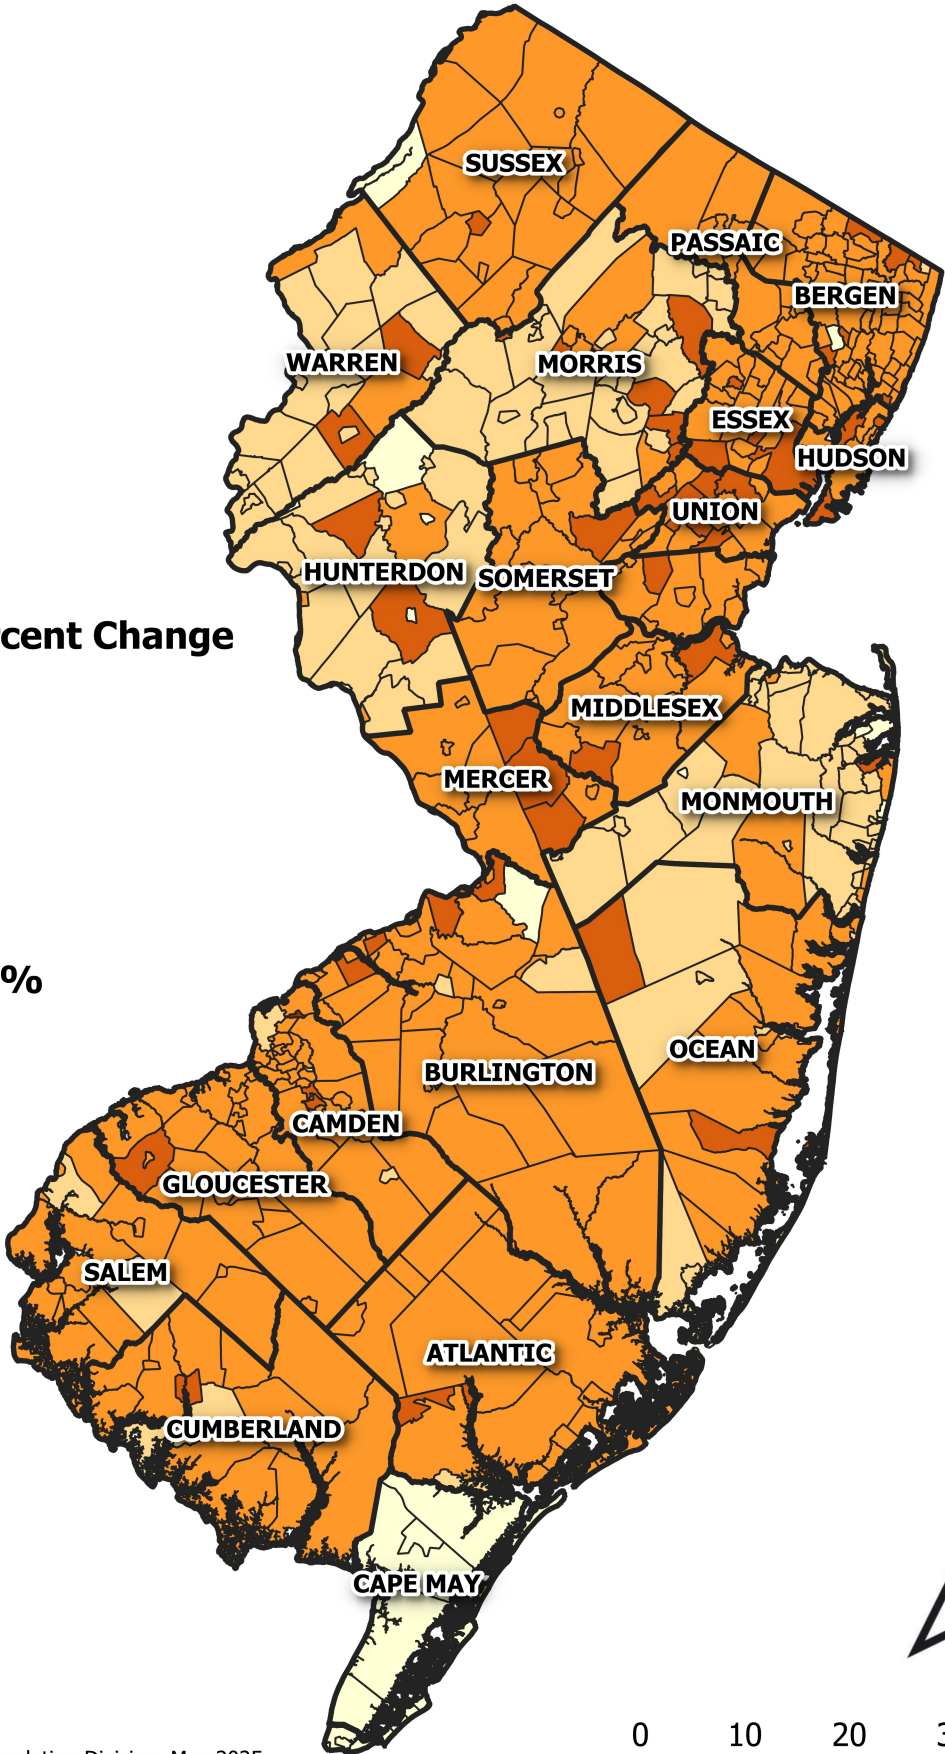 SUSSEX
PASSAIC
BERGEN
WARREN
MORRIS
ESSEX
HUDSON
UNION
HUNTERDON
SOMERSET
cent Change
MIDDLESEX
MERCER
MONMOUTH
%
OCEAN
BURLINGTON
CAMDEN
GLOUCESTER
SALEM
ATLANTIC
CUMBERLAND
CAPE MAY
0 10 20